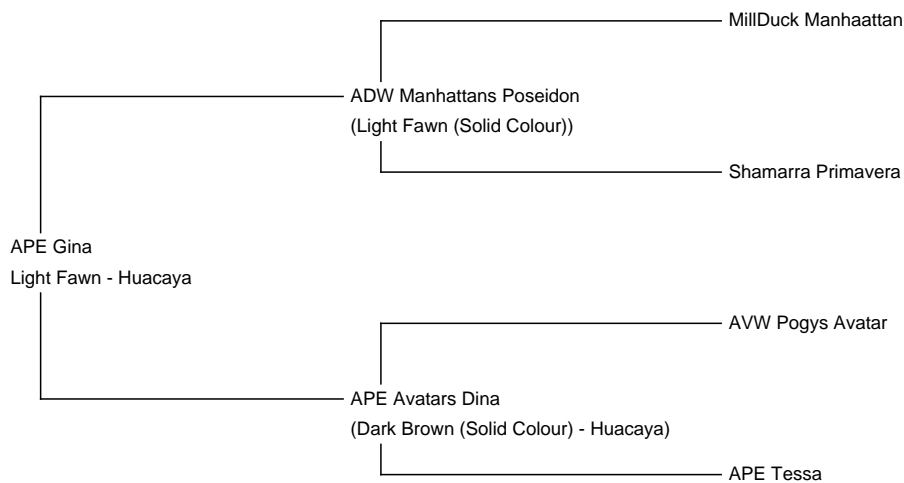 MillDuck Manhaattan
ADW Manhattans Poseidon
(Light Fawn (Solid Colour))
Shamarra Primavera
APE Gina
Light Fawn - Huacaya
AVW Pogys Avatar
APE Avatars Dina
(Dark Brown (Solid Colour) - Huacaya)
APE Tessa